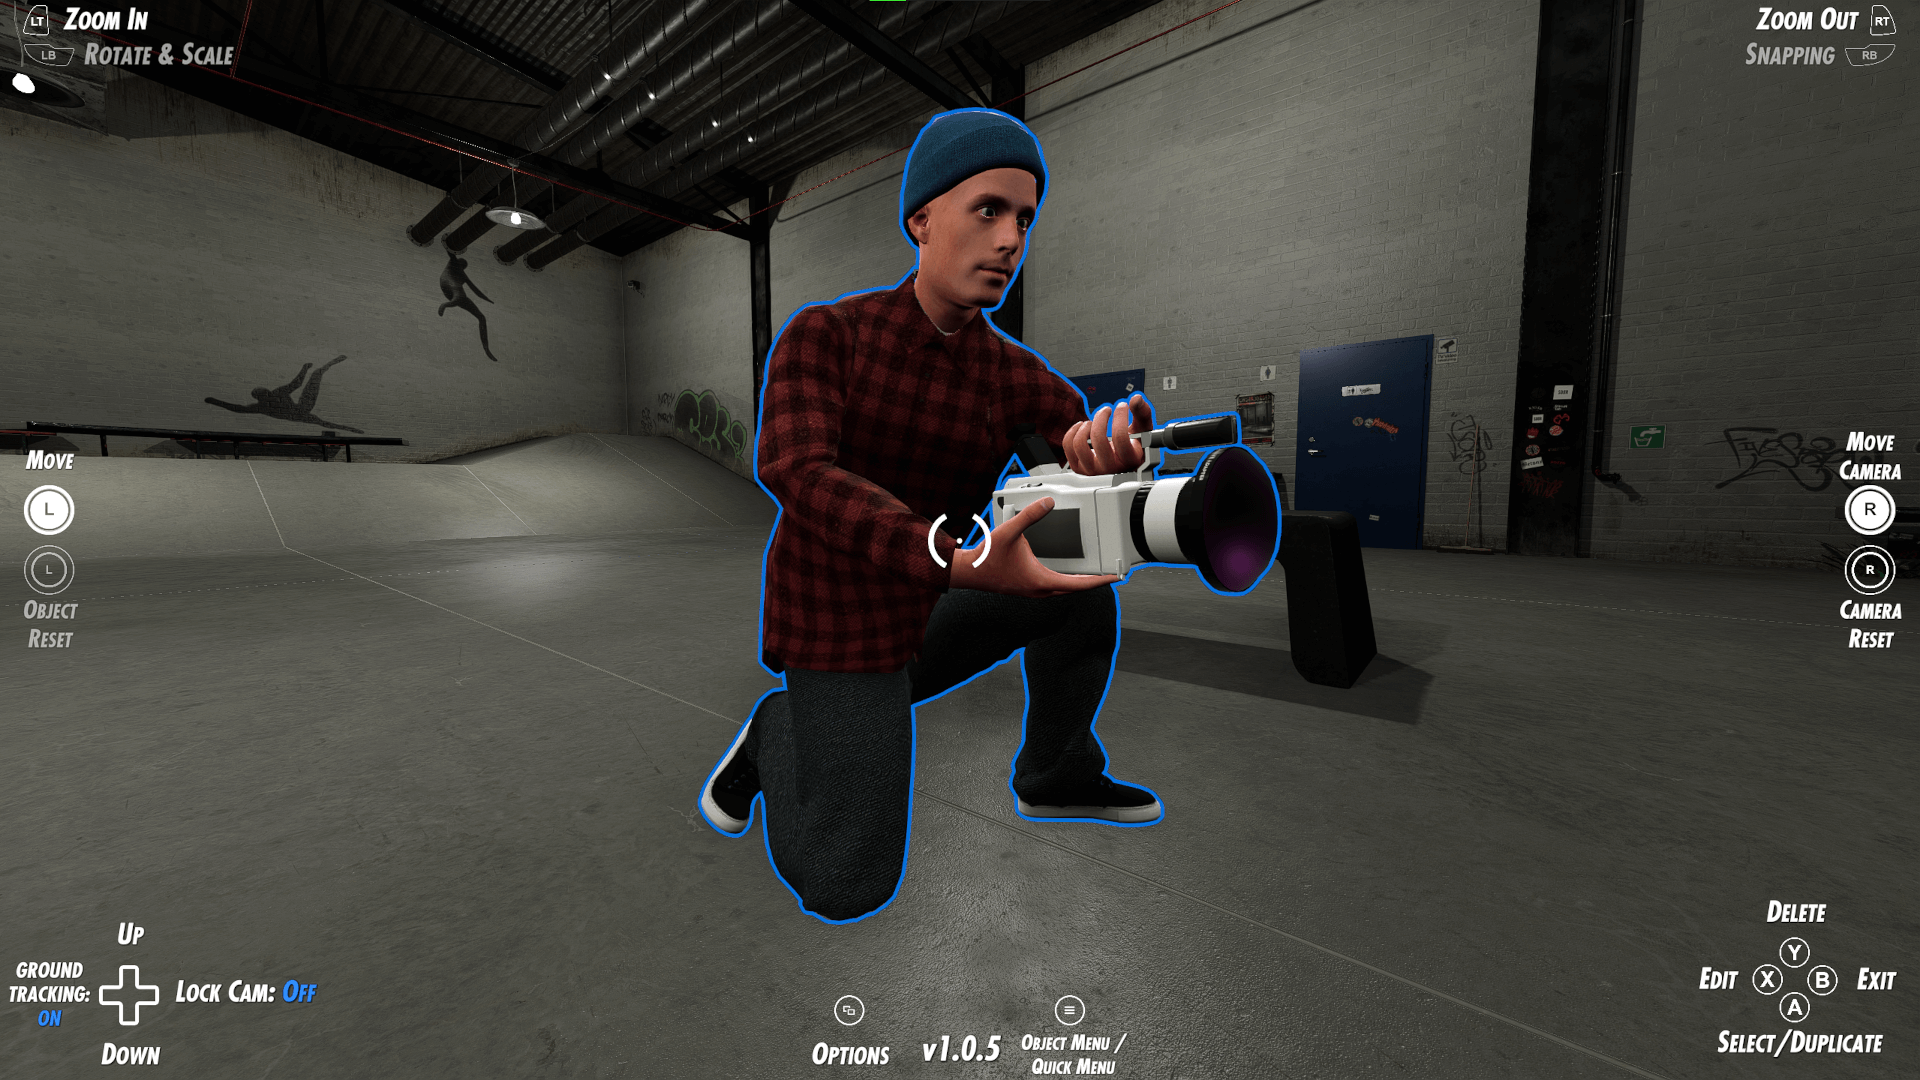 LT ZOOM IN
LB ROTATE & SCALE
ZOOM OUT RT
SNAPPING RB
MOVE
L
L
OBJECT
RESET
MOVE
CAMERA
R
R
CAMERA
RESET
UP
GROUND
TRACKING:
ON
LOCK CAM: OFF
DOWN
OPTIONS
v1.0.5
OBJECT MENU /
QUICK MENU
DELETE
Y
EDIT X B EXIT
A
SELECT/DUPLICATE